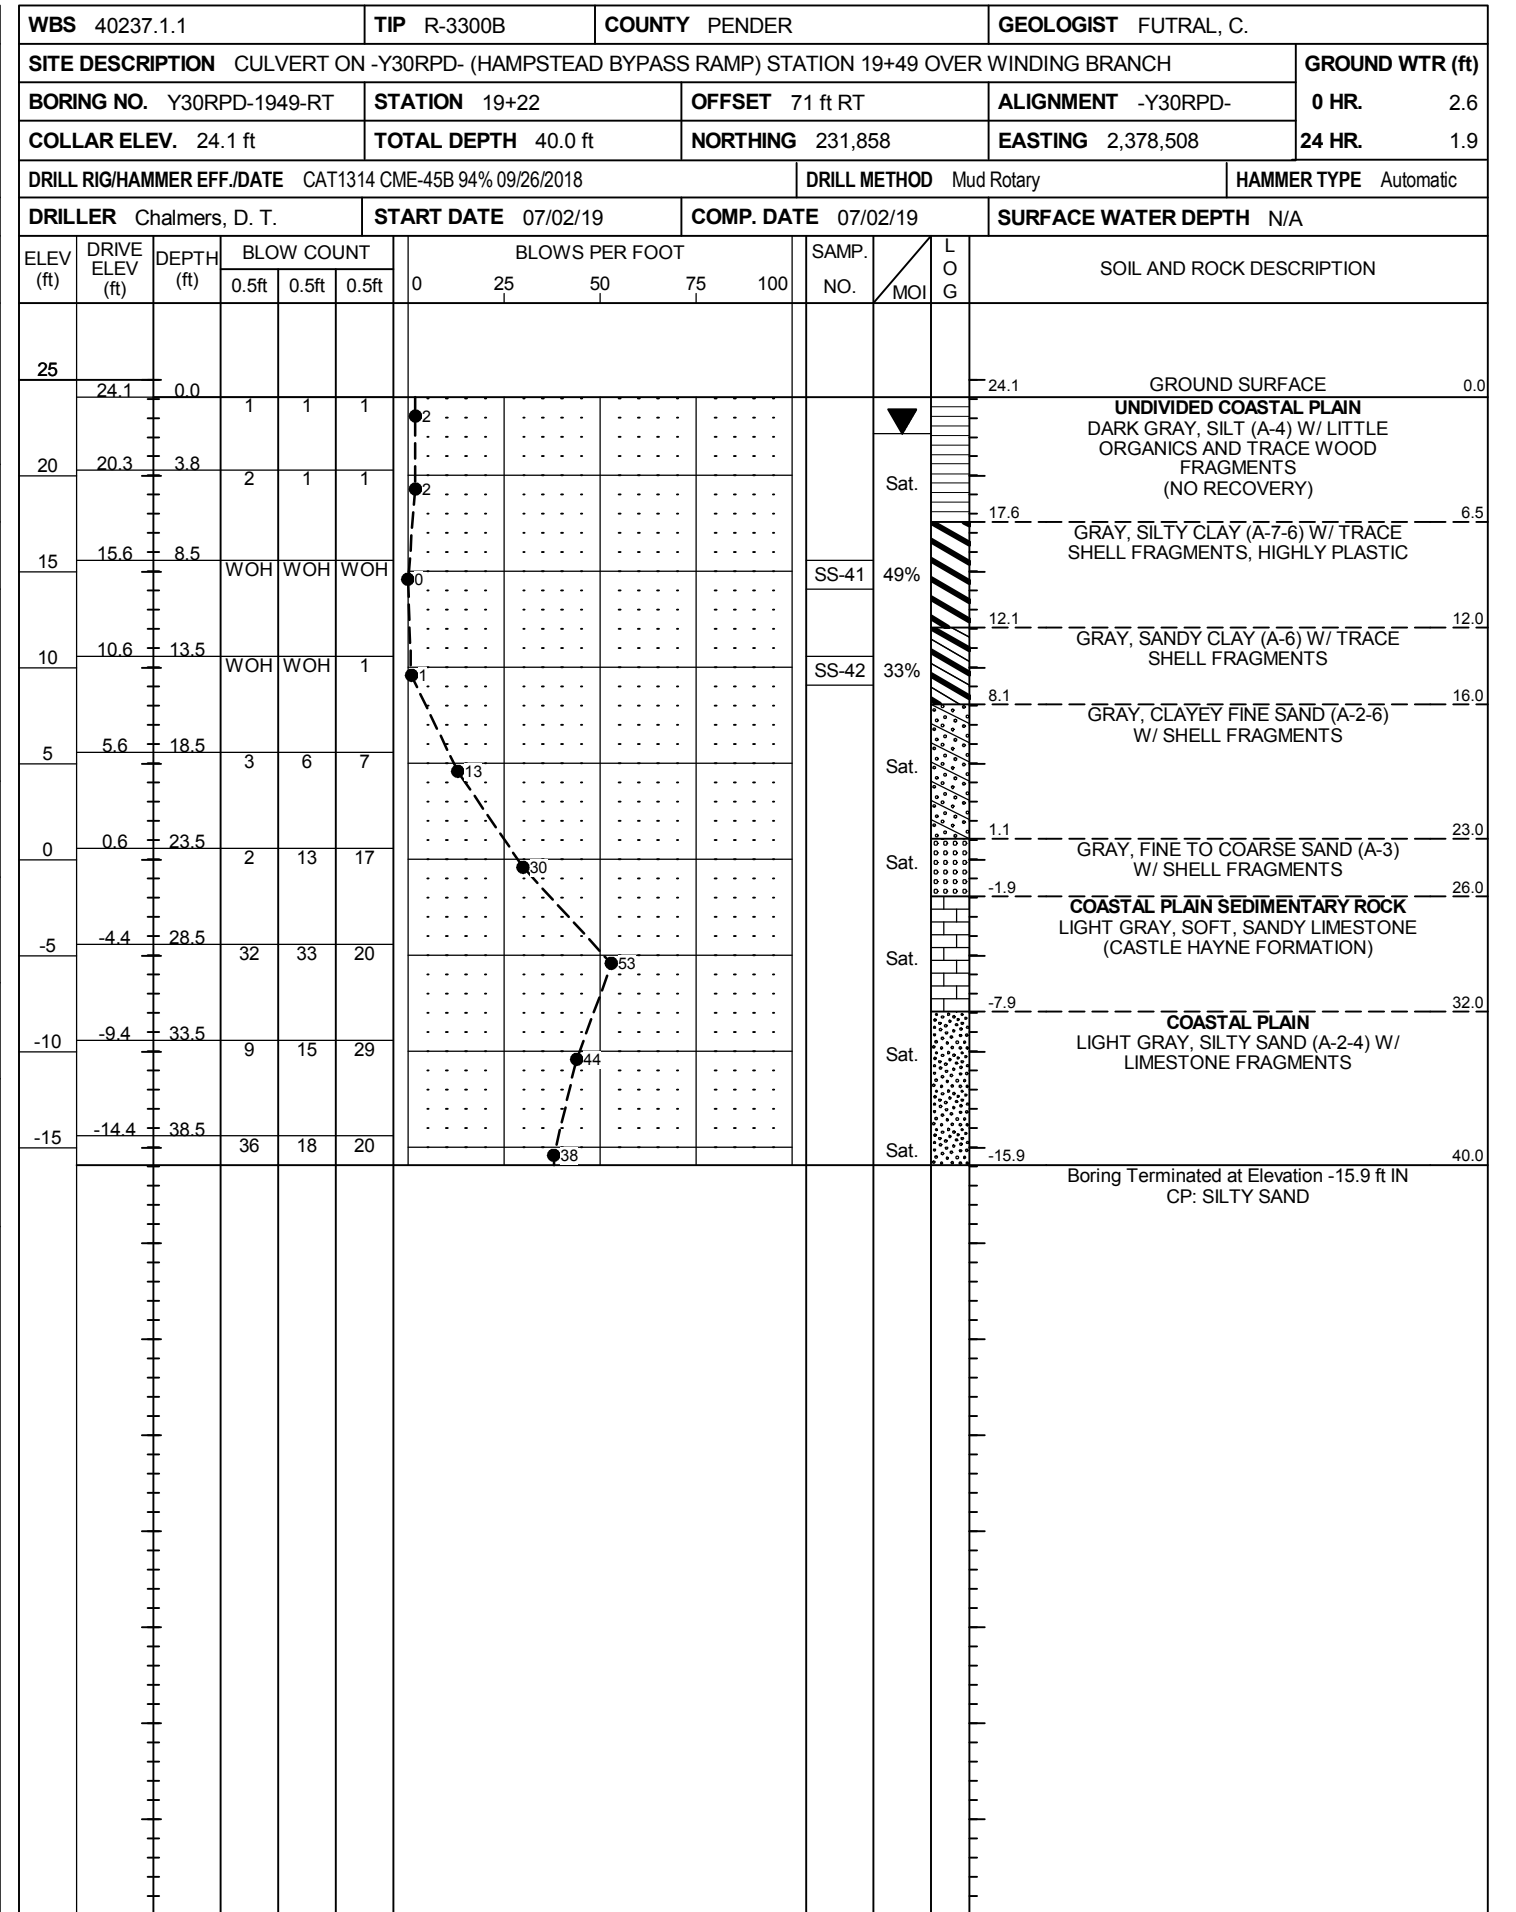 WBS 40237.1.1 TIP R-3300B COUNTY PENDER GEOLOGIST FUTRAL, C.
SITE DESCRIPTION CULVERT ON -Y30RPD- (HAMPSTEAD BYPASS RAMP) STATION 19+49 OVER WINDING BRANCH GROUND WTR (ft)
BORING NO. Y30RPD-1949-RT STATION 19+22 OFFSET 71 ft RT ALIGNMENT -Y30RPD- 0 HR. 2.6
COLLAR ELEV. 24.1 ft TOTAL DEPTH 40.0 ft NORTHING 231,858 EASTING 2,378,508 24 HR. 1.9
DRILL RIG/HAMMER EFF./DATE CAT1314 CME-45B 94% 09/26/2018 DRILL METHOD Mud Rotary HAMMER TYPE Automatic
DRILLER Chalmers, D. T. START DATE 07/02/19 COMP. DATE 07/02/19 SURFACE WATER DEPTH N/A
ELEV (ft) DRIVE ELEV (ft) DEPTH (ft) BLOW COUNT BLOWS PER FOOT SAMP. NO. MOI LOG SOIL AND ROCK DESCRIPTION
0.5ft 0.5ft 0.5ft 0 25 50 75 100
25
24.1 0.0 24.1 GROUND SURFACE 0.0
1 1 1 2 UNDIVIDED COASTAL PLAIN
DARK GRAY, SILT (A-4) W/ LITTLE
ORGANICS AND TRACE WOOD
20 20.3 3.8 FRAGMENTS
2 1 1 2 Sat. (NO RECOVERY)
17.6 6.5
GRAY, SILTY CLAY (A-7-6) W/ TRACE
15 15.6 8.5 SHELL FRAGMENTS, HIGHLY PLASTIC
WOH WOH WOH 0 SS-41 49%
12.1 12.0
GRAY, SANDY CLAY (A-6) W/ TRACE
10 10.6 13.5 SHELL FRAGMENTS
WOH WOH 1 1 SS-42 33%
8.1 16.0
GRAY, CLAYEY FINE SAND (A-2-6)
W/ SHELL FRAGMENTS
5 5.6 18.5
3 6 7 13 Sat.
1.1 23.0
0 0.6 23.5 GRAY, FINE TO COARSE SAND (A-3)
2 13 17 30 Sat. W/ SHELL FRAGMENTS
-1.9 26.0
COASTAL PLAIN SEDIMENTARY ROCK
LIGHT GRAY, SOFT, SANDY LIMESTONE
-5 -4.4 28.5 (CASTLE HAYNE FORMATION)
32 33 20 53 Sat.
-7.9 32.0
COASTAL PLAIN
-10 -9.4 33.5 LIGHT GRAY, SILTY SAND (A-2-4) W/
9 15 29 44 Sat. LIMESTONE FRAGMENTS
-15 -14.4 38.5
36 18 20 38 Sat. -15.9 40.0
Boring Terminated at Elevation -15.9 ft IN
CP: SILTY SAND